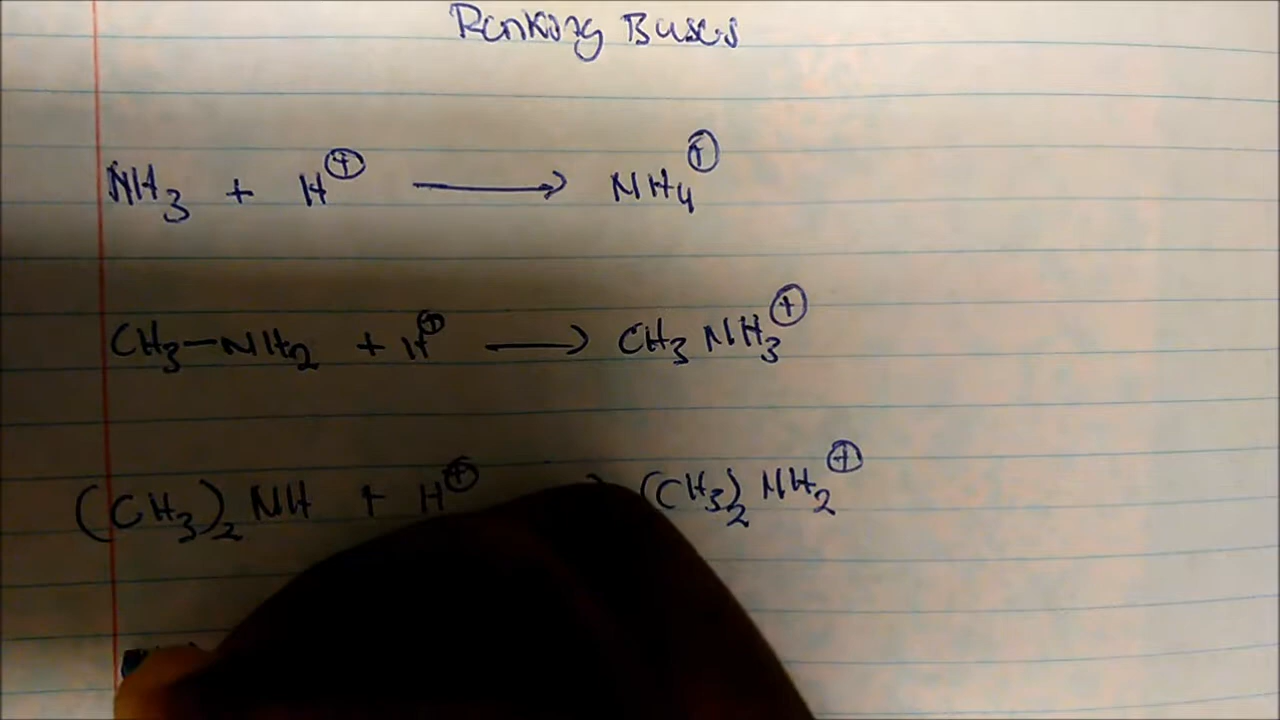 Ranking Bases
NH₃ + H⊕ ⟶ NH₄⊕
CH₃–NH₂ + H⊕ ⟶ CH₃NH₃⊕
(CH₃)₂NH + H⊕ → (CH₃)₂NH₂⊕